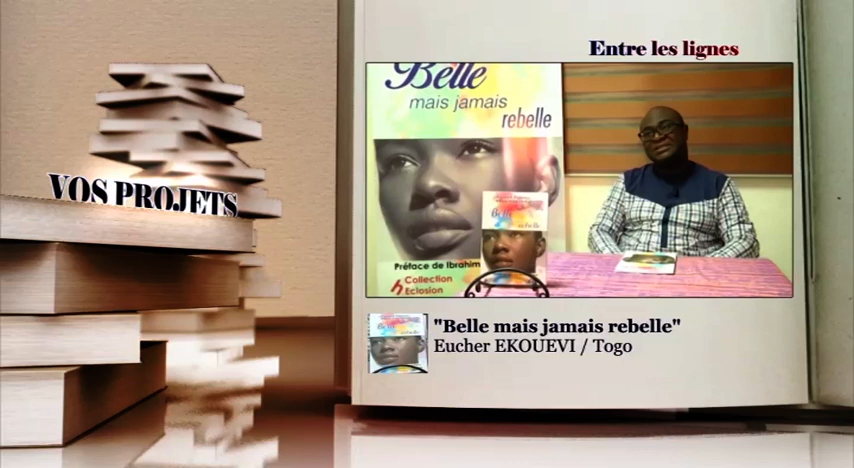 Entre les lignes
VOS PROJETS
Belle
mais jamais
rebelle
Belle
Préface de Ibrahim
Collection
Eclosion
"Belle mais jamais rebelle"
Eucher EKOUEVI / Togo